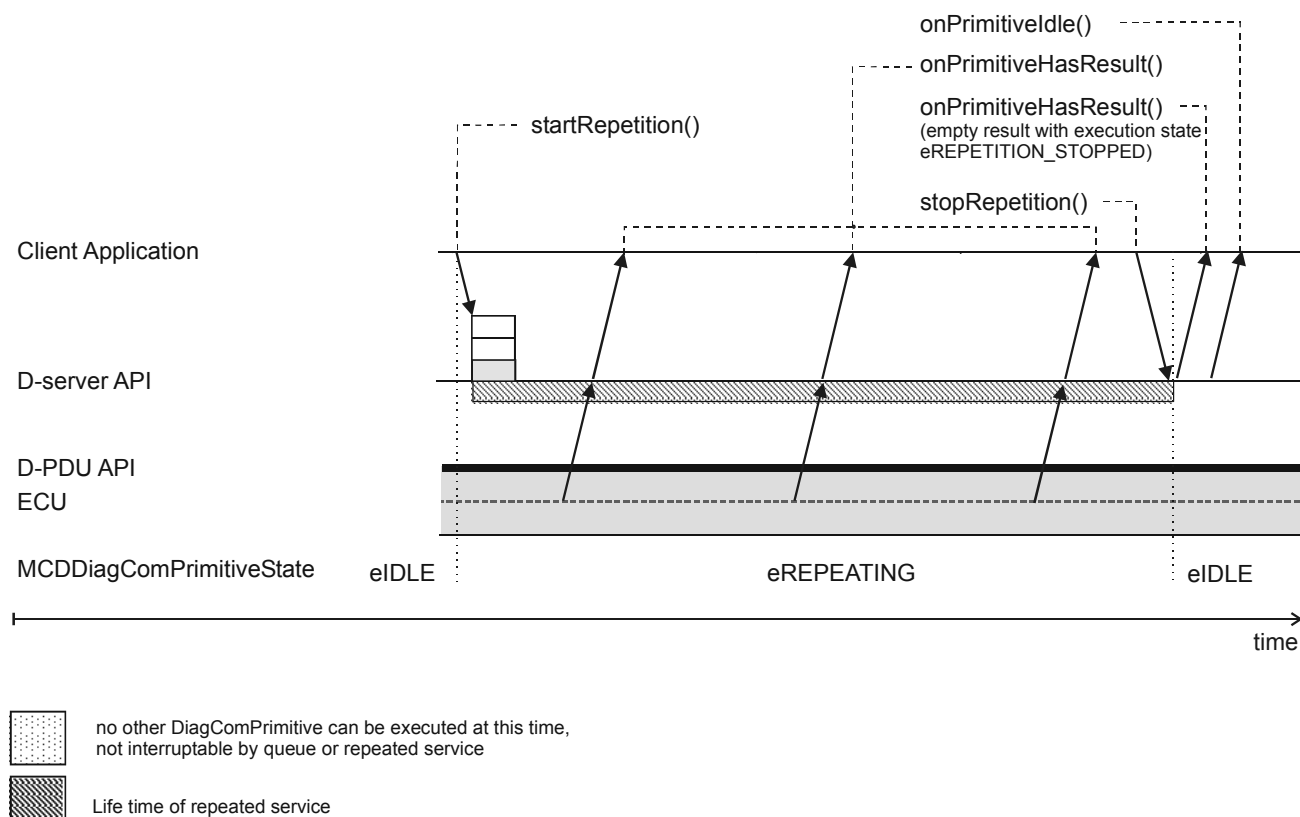 onPrimitiveIdle()
onPrimitiveHasResult()
onPrimitiveHasResult()
(empty result with execution state
eREPETITION_STOPPED)
startRepetition()
stopRepetition()
Client Application
D-server API
D-PDU API
ECU
MCDDiagComPrimitiveState eIDLE eREPEATING eIDLE
time
no other DiagComPrimitive can be executed at this time,
not interruptable by queue or repeated service
Life time of repeated service